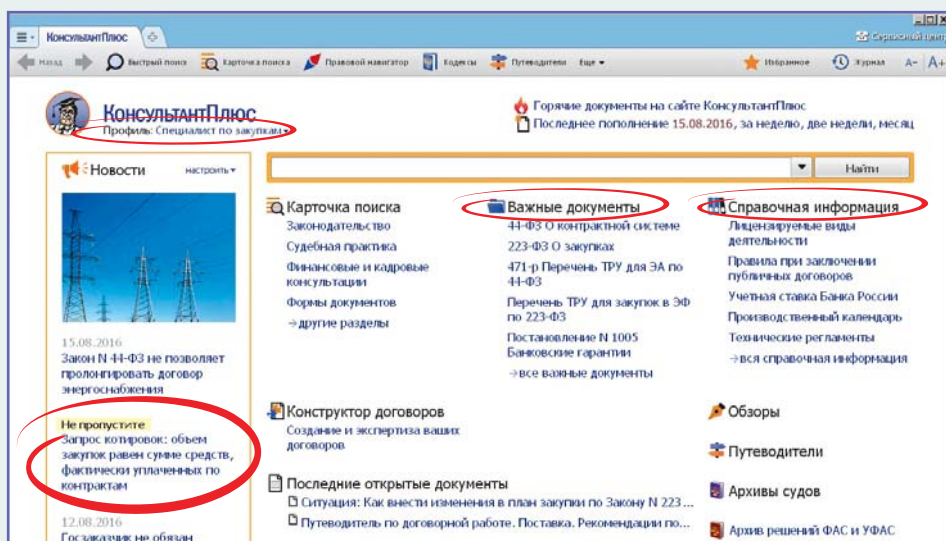 КонсультантПлюс
Сервисный центр
Назад Быстрый поиск Карточка поиска Правовой навигатор Кодексы Путеводители Еще Избранное Журнал А- А+
КонсультантПлюс
Профиль: Специалист по закупкам
Горячие документы на сайте КонсультантПлюс
Последнее пополнение 15.08.2016, за неделю, две недели, месяц
Новости настроить
Найти
15.08.2016
Закон N 44-ФЗ не позволяет
пролонгировать договор
энергоснабжения
Не пропустите
Запрос котировок: объем
закупок равен сумме средств,
фактически уплаченных по
контрактам
12.08.2016
Госзаказчик не обязан
Карточка поиска
Законодательство
Судебная практика
Финансовые и кадровые
консультации
Формы документов
→другие разделы
Важные документы
44-ФЗ О контрактной системе
223-ФЗ О закупках
471-р Перечень ТРУ для ЭА по
44-ФЗ
Перечень ТРУ для закупок в ЭФ
по 223-ФЗ
Постановление N 1005
Банковские гарантии
→все важные документы
Справочная информация
Лицензируемые виды
деятельности
Правила при заключении
публичных договоров
Учетная ставка Банка России
Производственный календарь
Технические регламенты
→вся справочная информация
Конструктор договоров
Создание и экспертиза ваших
договоров
Последние открытые документы
Ситуация: Как внести изменения в план закупки по Закону N 223 ...
Путеводитель по договорной работе. Поставка. Рекомендации по...
Обзоры
Путеводители
Архивы судов
Архив решений ФАС и УФАС